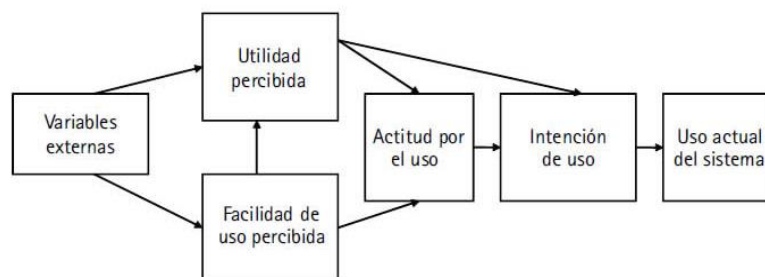 Utilidad
percibida
Variables
externas
Actitud por
el uso
Intención
de uso
Uso actual
del sistema
Facilidad de
uso percibida